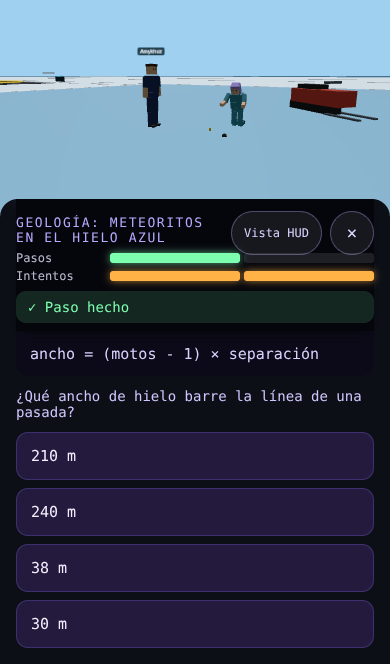 GEOLOGÍA: METEORITOS
EN EL HIELO AZUL
Vista HUD
×
Pasos
Intentos
✓ Paso hecho
ancho = (motos - 1) × separación
¿Qué ancho de hielo barre la línea de una
pasada?
210 m
240 m
38 m
30 m